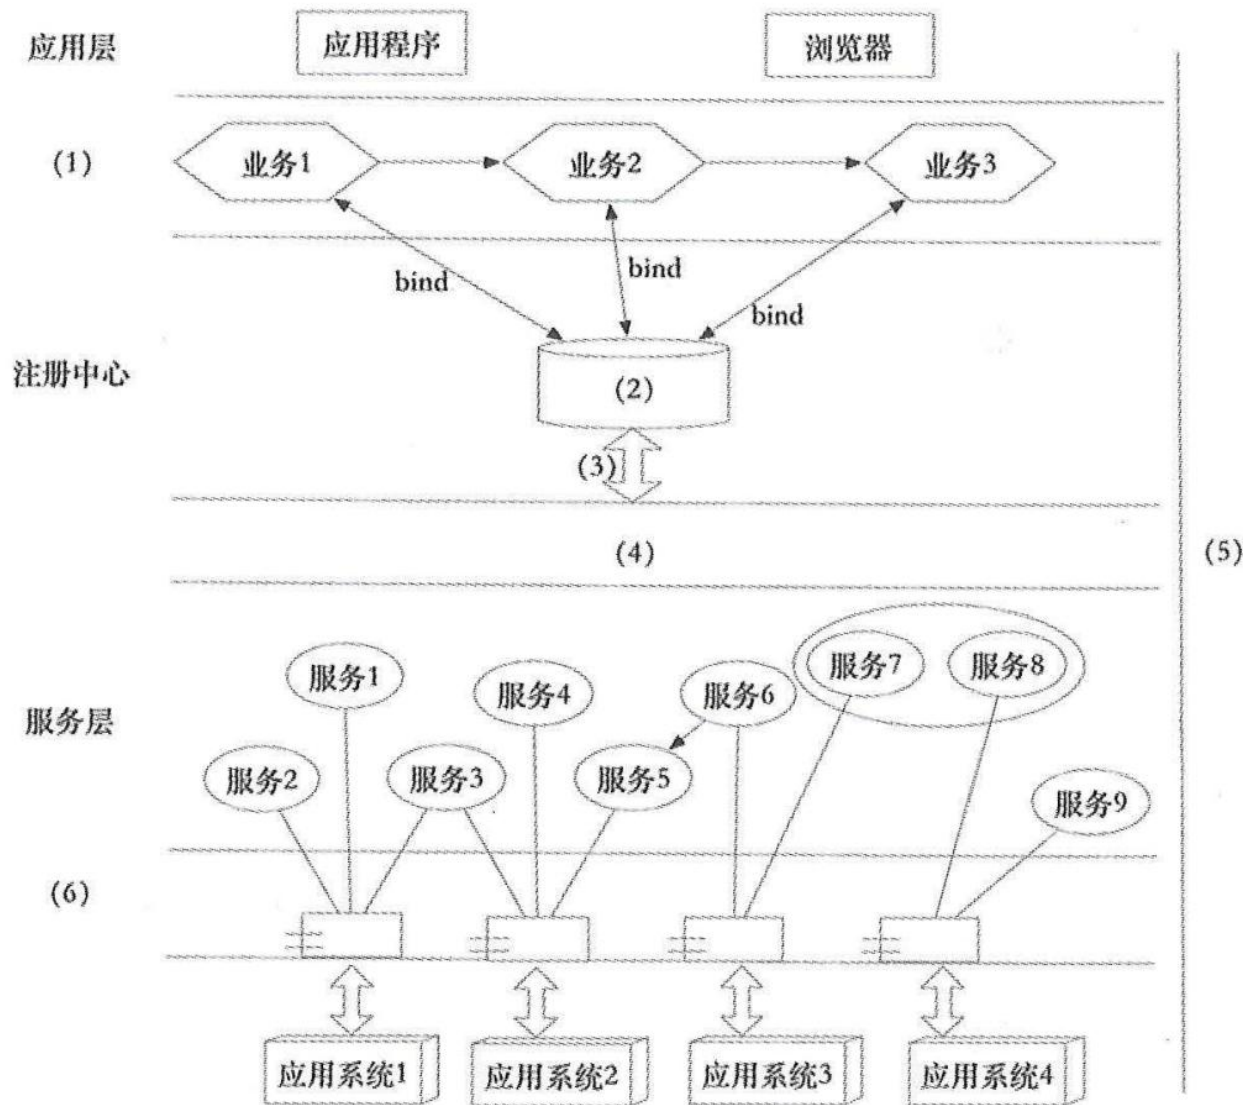 应用层
应用程序
浏览器
(1)
业务1
业务2
业务3
bind
bind
bind
注册中心
(2)
(3)
(4)
(5)
服务层
服务1
服务4
服务6
服务7
服务8
服务2
服务3
服务5
服务9
(6)
应用系统1
应用系统2
应用系统3
应用系统4